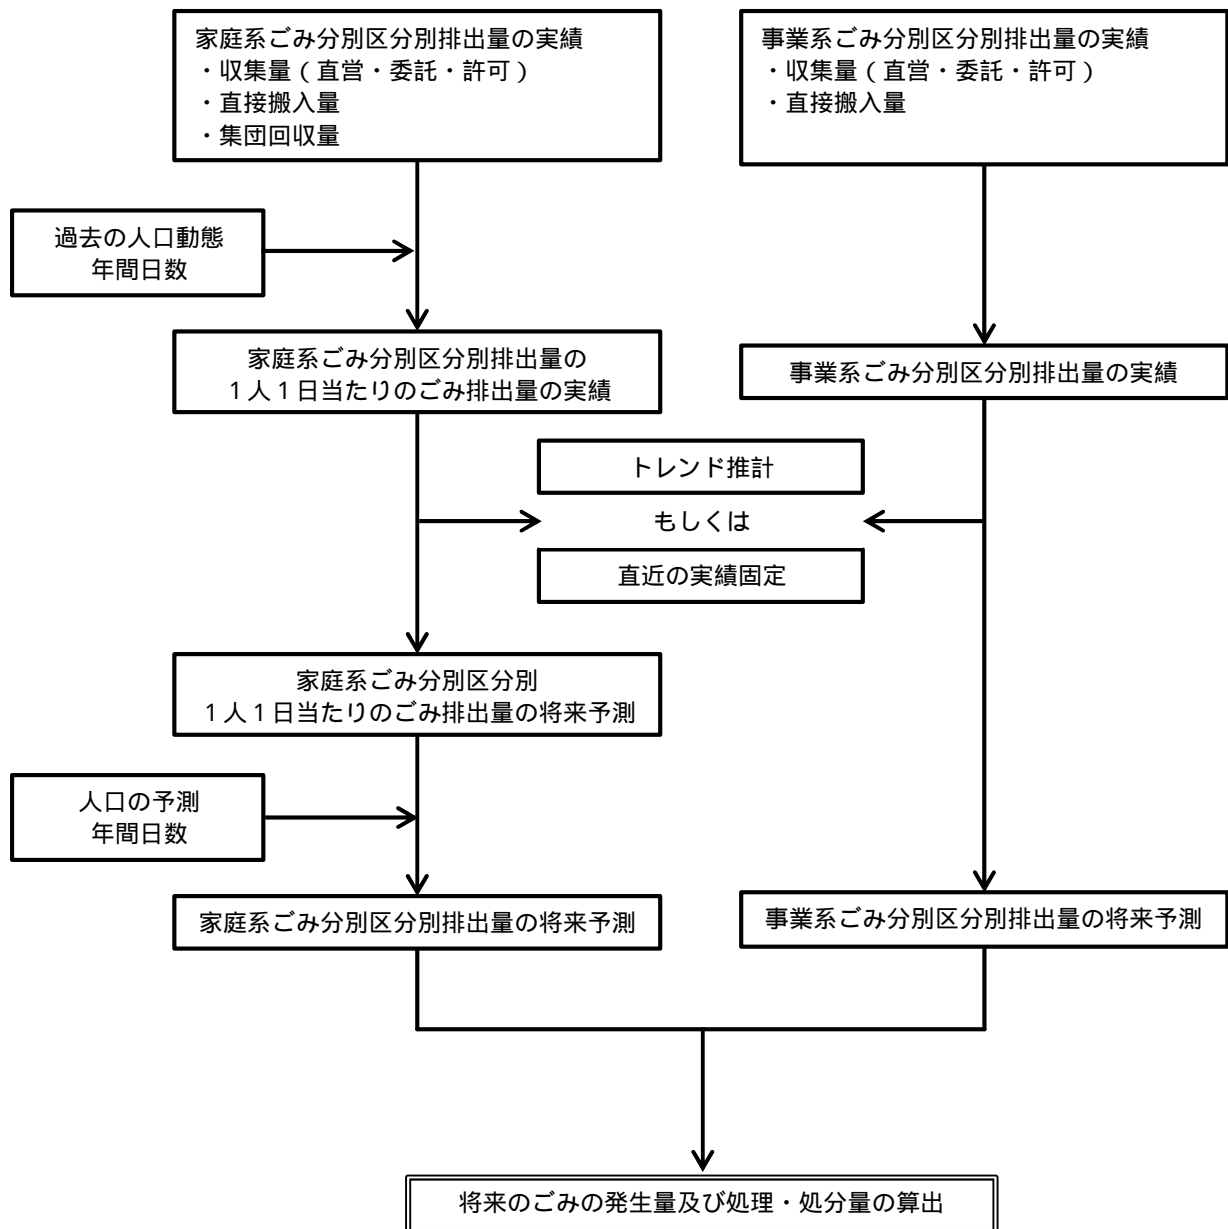 家庭系ごみ分別区分別排出量の実績
・収集量（直営・委託・許可）
・直接搬入量
・集団回収量
事業系ごみ分別区分別排出量の実績
・収集量（直営・委託・許可）
・直接搬入量
過去の人口動態
年間日数
家庭系ごみ分別区分別排出量の
１人１日当たりのごみ排出量の実績
事業系ごみ分別区分別排出量の実績
トレンド推計
もしくは
直近の実績固定
家庭系ごみ分別区分別
１人１日当たりのごみ排出量の将来予測
人口の予測
年間日数
家庭系ごみ分別区分別排出量の将来予測
事業系ごみ分別区分別排出量の将来予測
将来のごみの発生量及び処理・処分量の算出